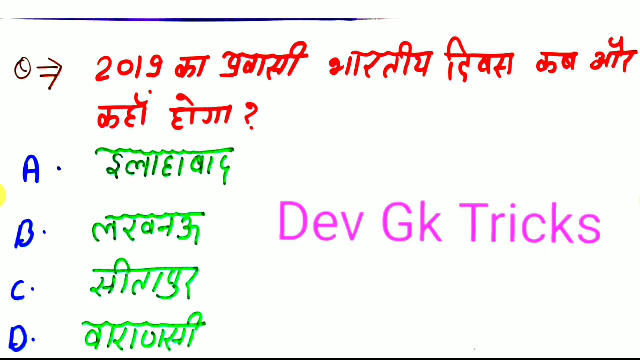 Q⇒ 2019 का प्रवासी भारतीय दिवस कब और
कहाँ होगा?
A. इलाहाबाद
B. लखनऊ
Dev Gk Tricks
C. सीतापुर
D. वाराणसी